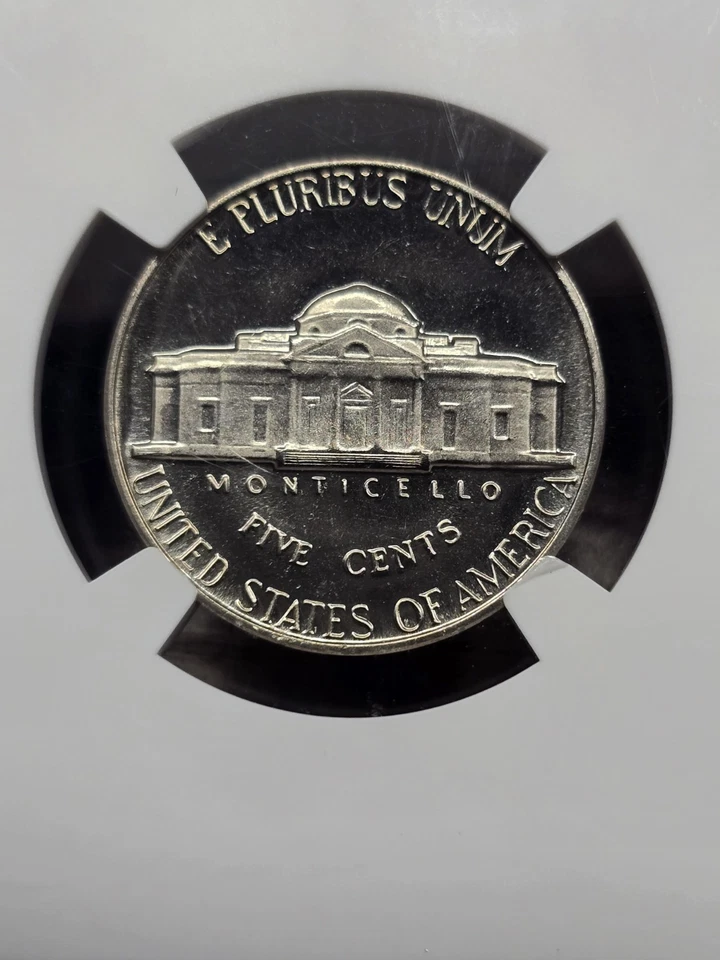 E PLURIBUS UNUM
MONTICELLO
FIVE CENTS
UNITED STATES OF AMERICA